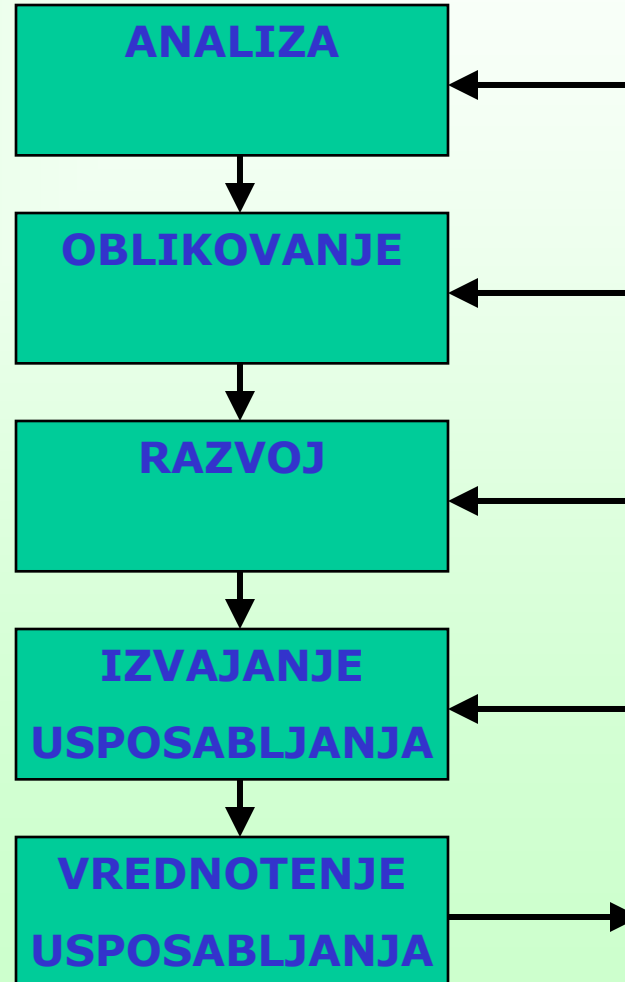 ANALIZA
OBLIKOVANJE
RAZVOJ
IZVAJANJE
USPOSABLJANJA
VREDNOTENJE
USPOSABLJANJA